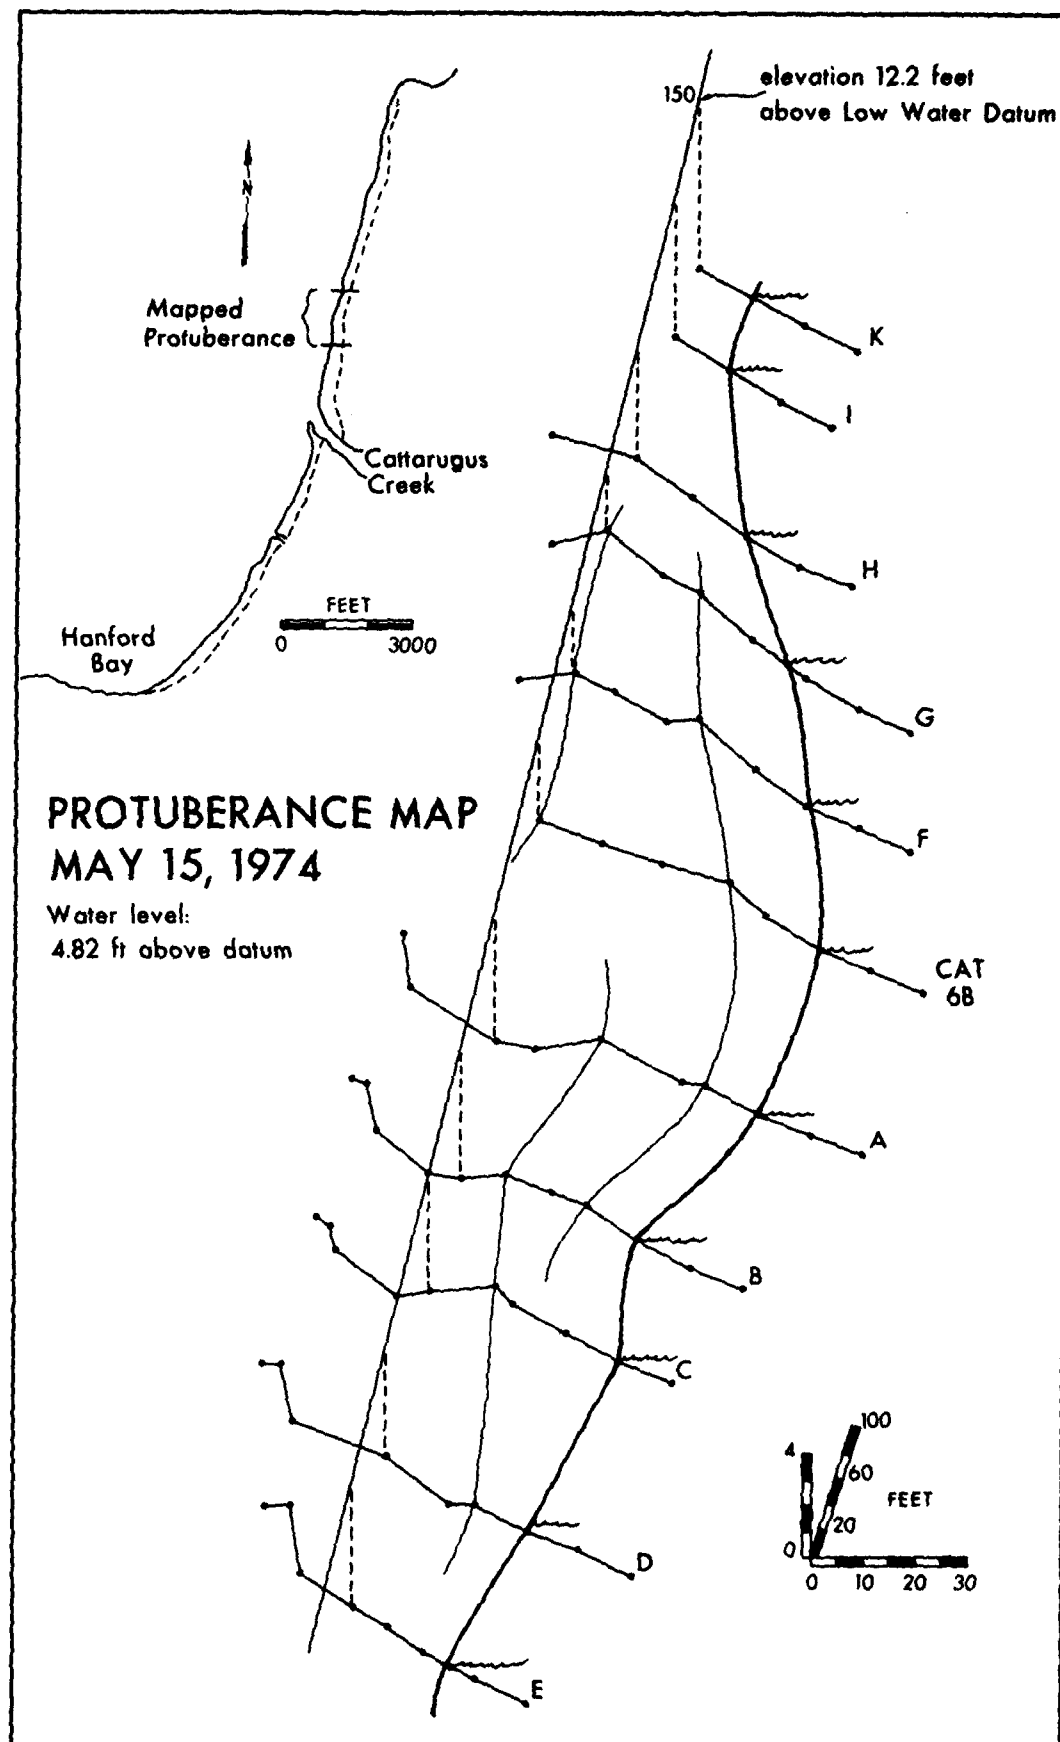 elevation 12.2 feet
150
above Low Water Datum
N
Mapped
Protuberance
K
I
Cattarugus
Creek
H
FEET
0 3000
Hanford
Bay
G
PROTUBERANCE MAP
MAY 15, 1974
Water level:
4.82 ft above datum
F
CAT
6B
A
B
C
100
4
60
FEET
20
0
0 10 20 30
D
E